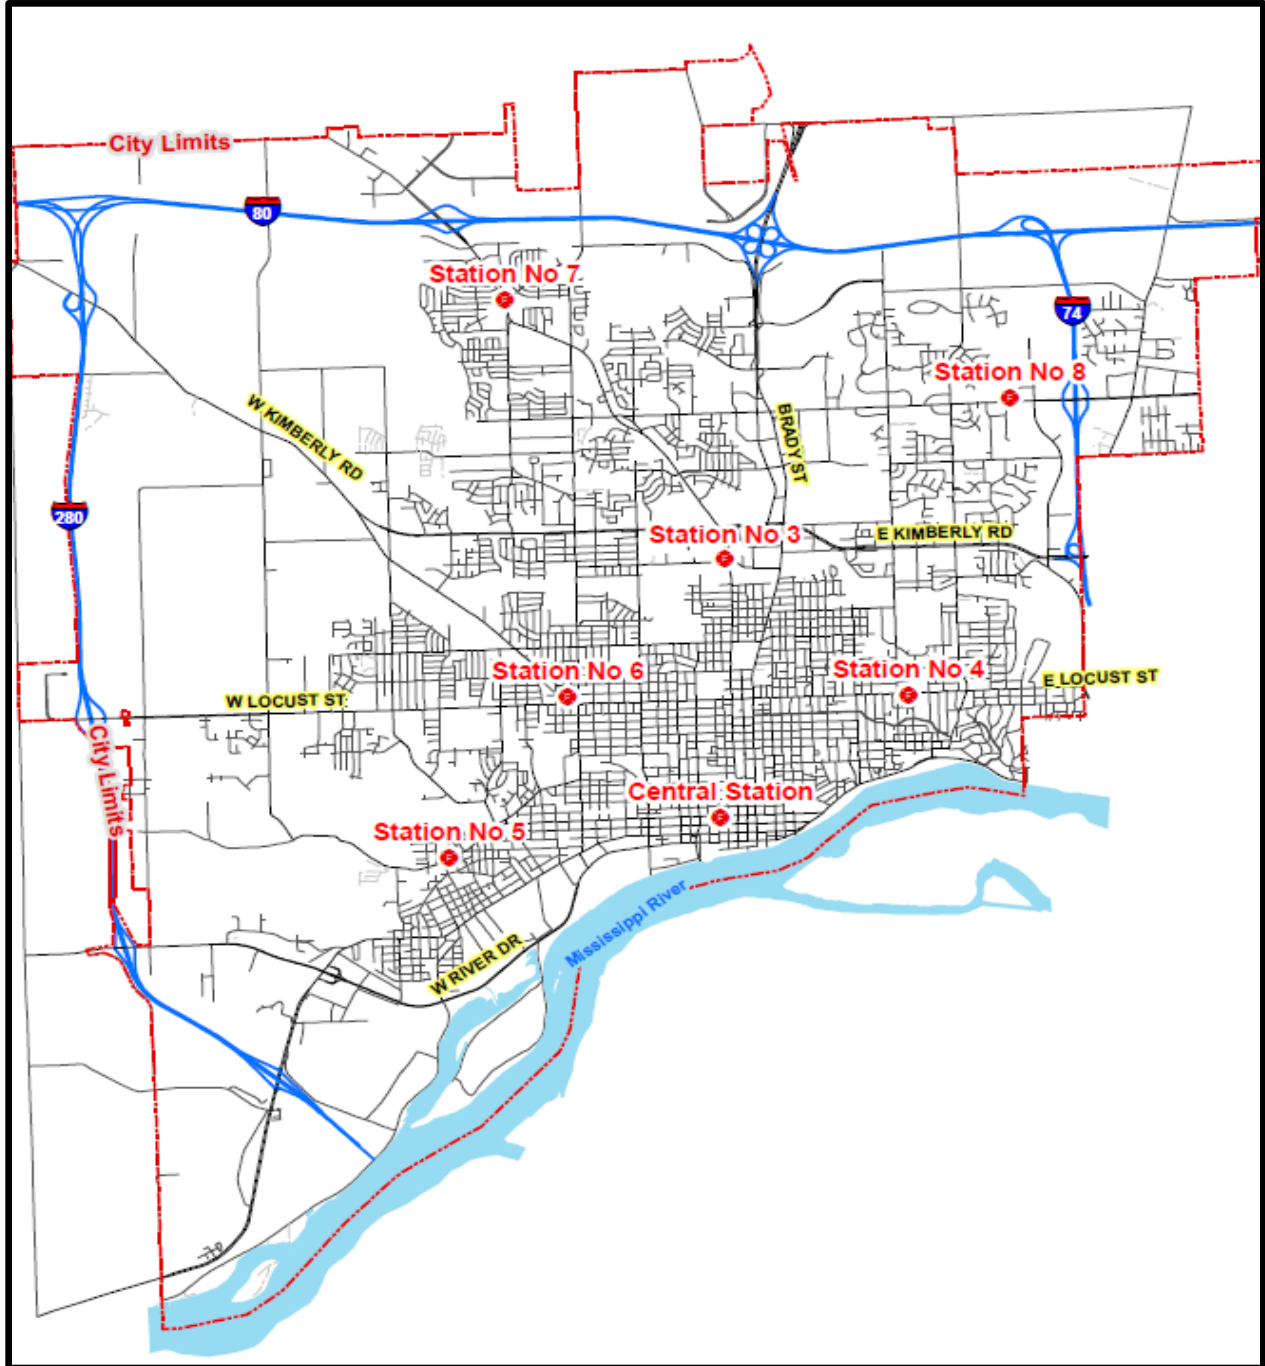 City Limits
80
Station No 7
74
Station No 8
W KIMBERLY RD
BRADY ST
280
Station No 3
E KIMBERLY RD
Station No 6
Station No 4
E LOCUST ST
W LOCUST ST
City Limits
Central Station
Station No 5
Mississippi River
W RIVER DR